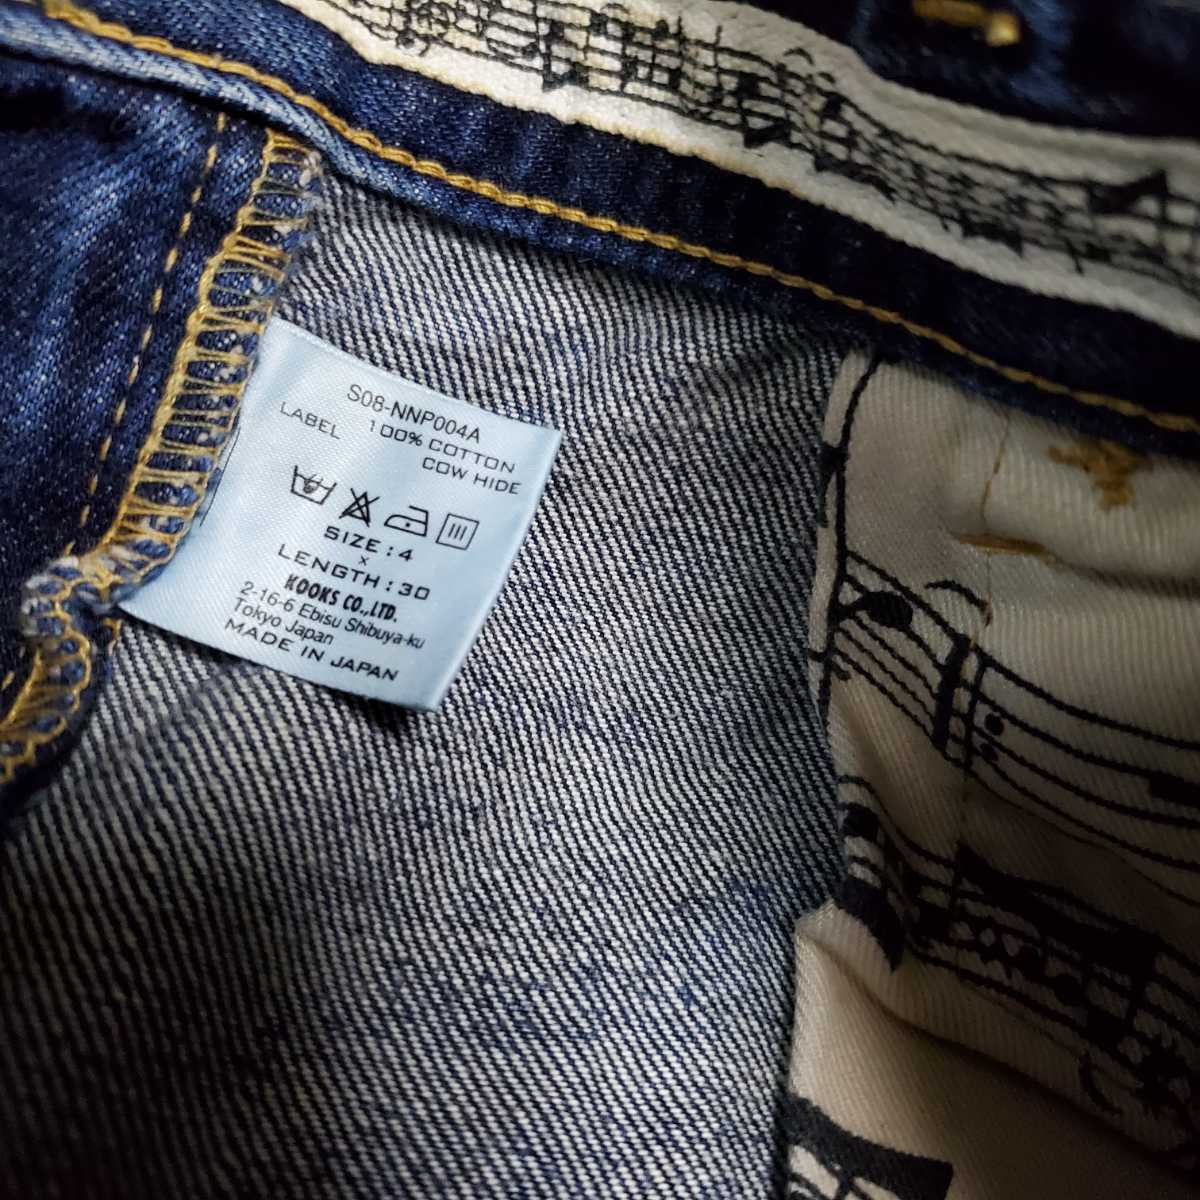 S08-NNP004A
100% COTTON
LABEL COW HIDE
SIZE : 4
×
LENGTH : 30
KOOKS CO.,LTD.
2-16-6 Ebisu Shibuya-ku
Tokyo Japan
MADE IN JAPAN